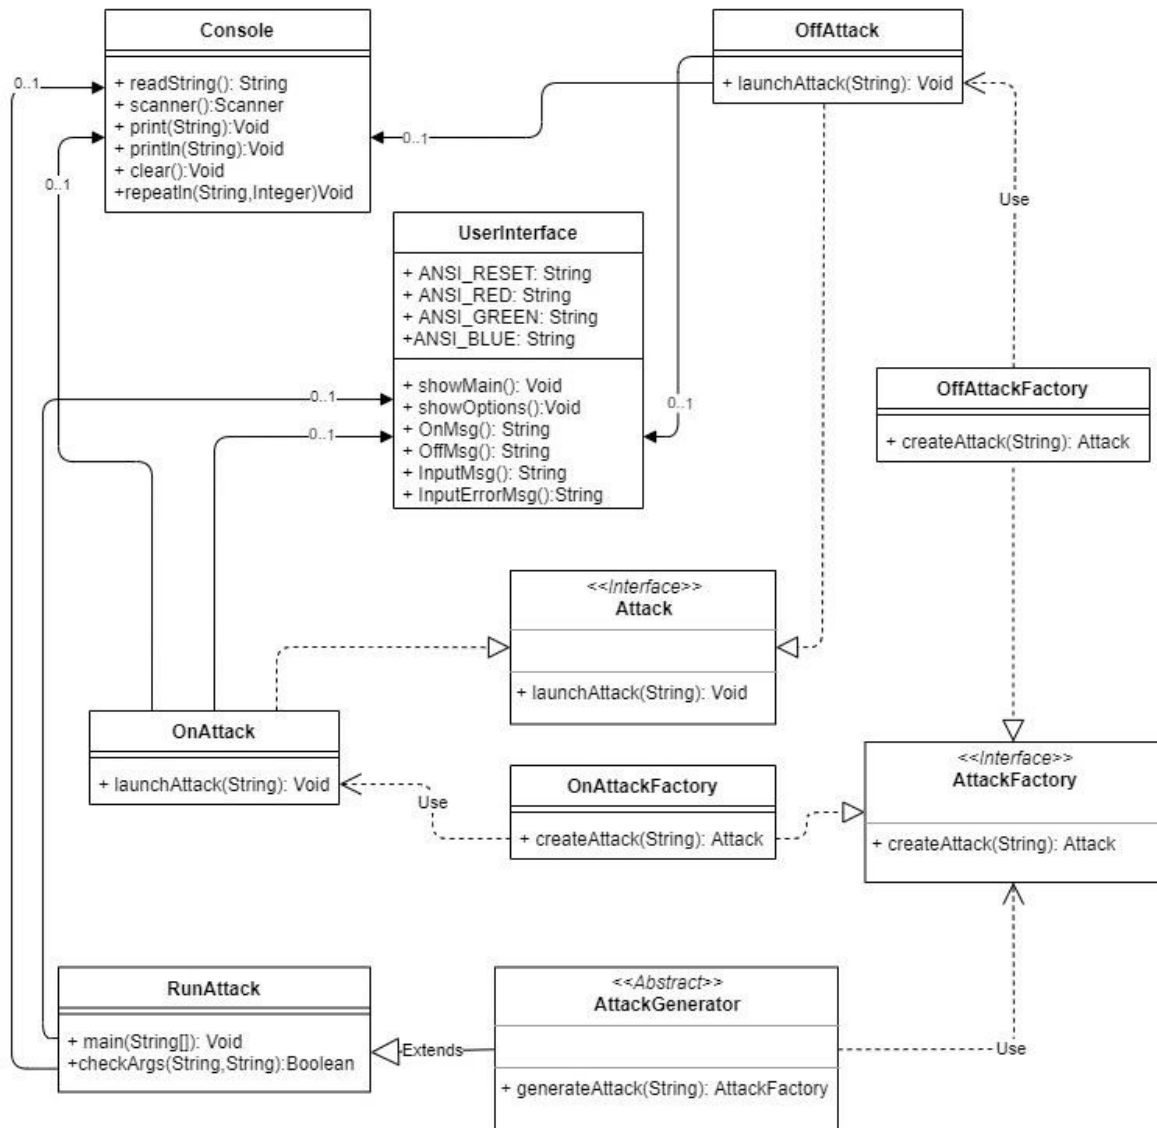 Console
+ readString(): String
+ scanner():Scanner
+ print(String):Void
+ println(String):Void
+ clear():Void
+repeatln(String,Integer)Void
OffAttack
+ launchAttack(String): Void
0..1
0..1
0..1
Use
UserInterface
+ ANSI_RESET: String
+ ANSI_RED: String
+ ANSI_GREEN: String
+ANSI_BLUE: String
+ showMain(): Void
+ showOptions():Void
+ OnMsg(): String
+ OffMsg(): String
+ InputMsg(): String
+ InputErrorMsg():String
0..1
0..1
0..1
OffAttackFactory
+ createAttack(String): Attack
<<Interface>>
Attack
+ launchAttack(String): Void
OnAttack
+ launchAttack(String): Void
Use
OnAttackFactory
+ createAttack(String): Attack
<<Interface>>
AttackFactory
+ createAttack(String): Attack
RunAttack
+ main(String[]): Void
+checkArgs(String,String):Boolean
Extends
<<Abstract>>
AttackGenerator
+ generateAttack(String): AttackFactory
Use